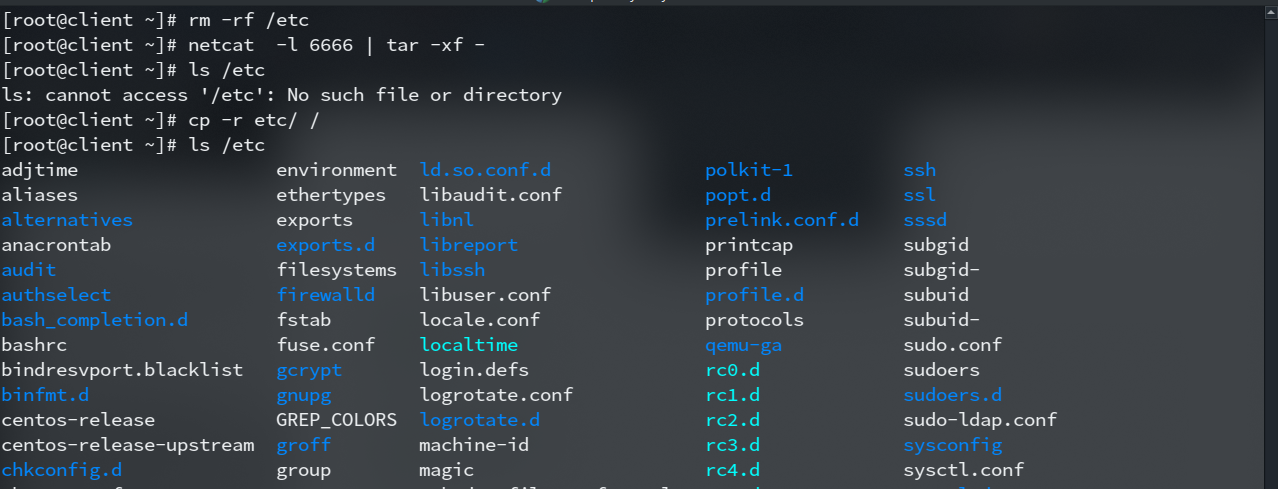 [root@client ~]# rm -rf /etc
[root@client ~]# netcat  -l 6666 | tar -xf -
[root@client ~]# ls /etc
ls: cannot access '/etc': No such file or directory
[root@client ~]# cp -r etc/ /
[root@client ~]# ls /etc
adjtime environment ld.so.conf.d polkit-1 ssh
aliases ethertypes libaudit.conf popt.d ssl
alternatives exports libnl prelink.conf.d sssd
anacrontab exports.d libreport printcap subgid
audit filesystems libssh profile subgid-
authselect firewalld libuser.conf profile.d subuid
bash_completion.d fstab locale.conf protocols subuid-
bashrc fuse.conf localtime qemu-ga sudo.conf
bindresvport.blacklist gcrypt login.defs rc0.d sudoers
binfmt.d gnupg logrotate.conf rc1.d sudoers.d
centos-release GREP_COLORS logrotate.d rc2.d sudo-ldap.conf
centos-release-upstream groff machine-id rc3.d sysconfig
chkconfig.d group magic rc4.d sysctl.conf